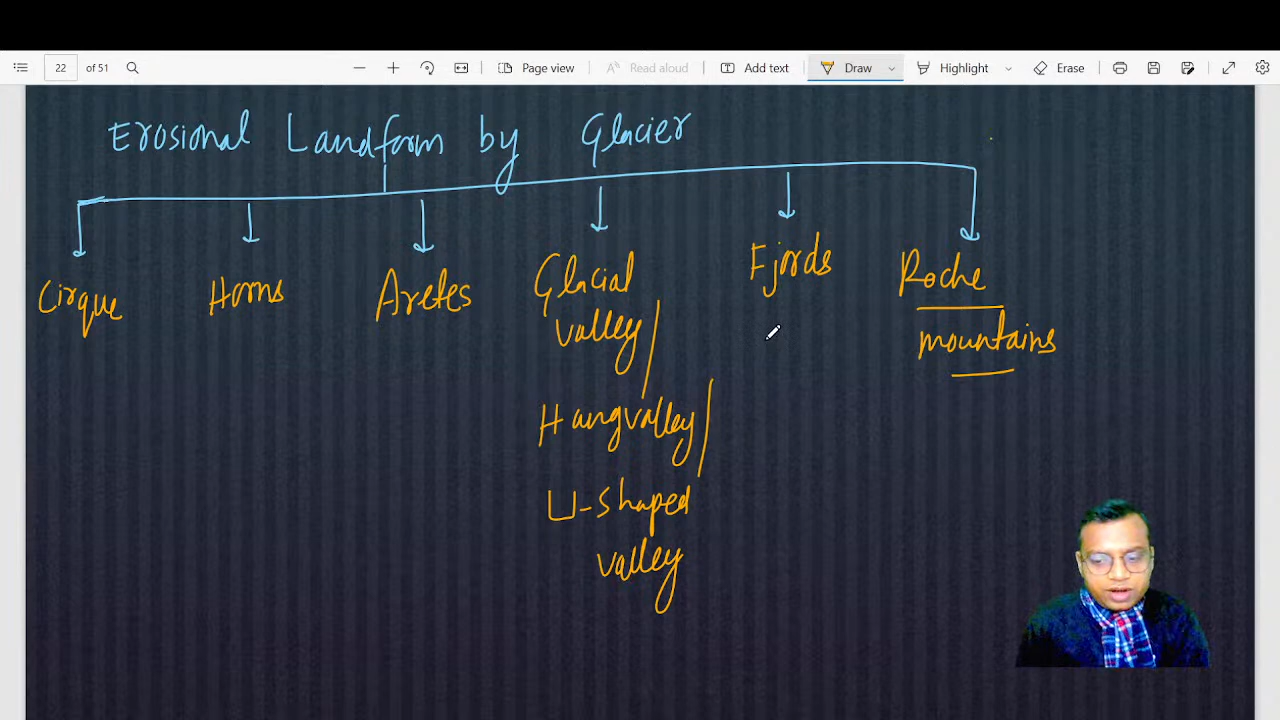 22 of 51 Page view Read aloud Add text Draw Highlight Erase
Erosional Landform by Glacier
Cirque
Horns
Aretes
Glacial
valley/
Hangvalley/
U-shaped
valley
Fjords
Roche
mountains